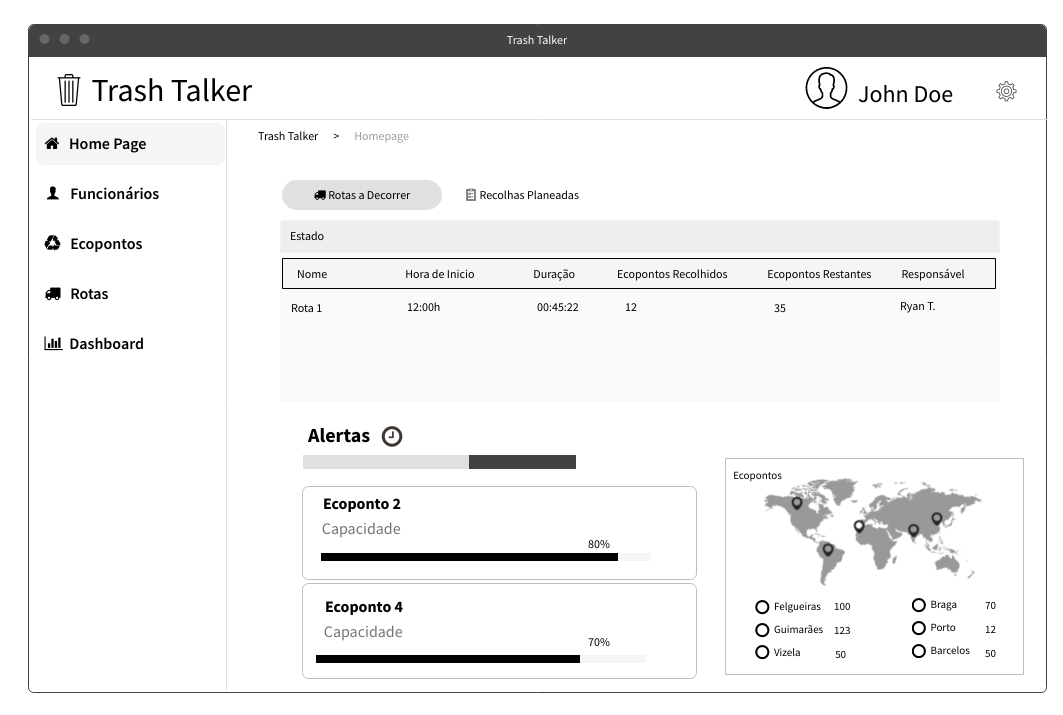 Trash Talker
Trash Talker
John Doe
Home Page
Funcionários
Ecopontos
Rotas
Dashboard
Trash Talker > Homepage
Rotas a Decorrer Recolhas Planeadas
Estado
Nome Hora de Inicio Duração Ecopontos Recolhidos Ecopontos Restantes Responsável
Rota 1 12:00h 00:45:22 12 35 Ryan T.
Alertas
Ecoponto 2
Capacidade
80%
Ecoponto 4
Capacidade
70%
Ecopontos
Felgueiras 100 Braga 70
Guimarães 123 Porto 12
Vizela 50 Barcelos 50